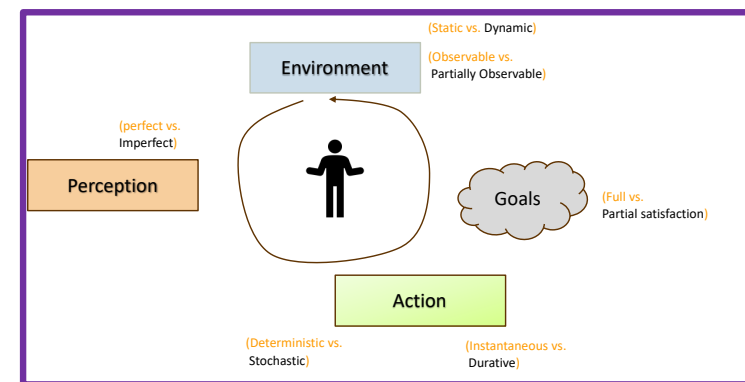 (Static vs. Dynamic)
Environment
(Observable vs.
Partially Observable)
(perfect vs.
Imperfect)
Perception
Goals
(Full vs.
Partial satisfaction)
Action
(Deterministic vs.
Stochastic)
(Instantaneous vs.
Durative)